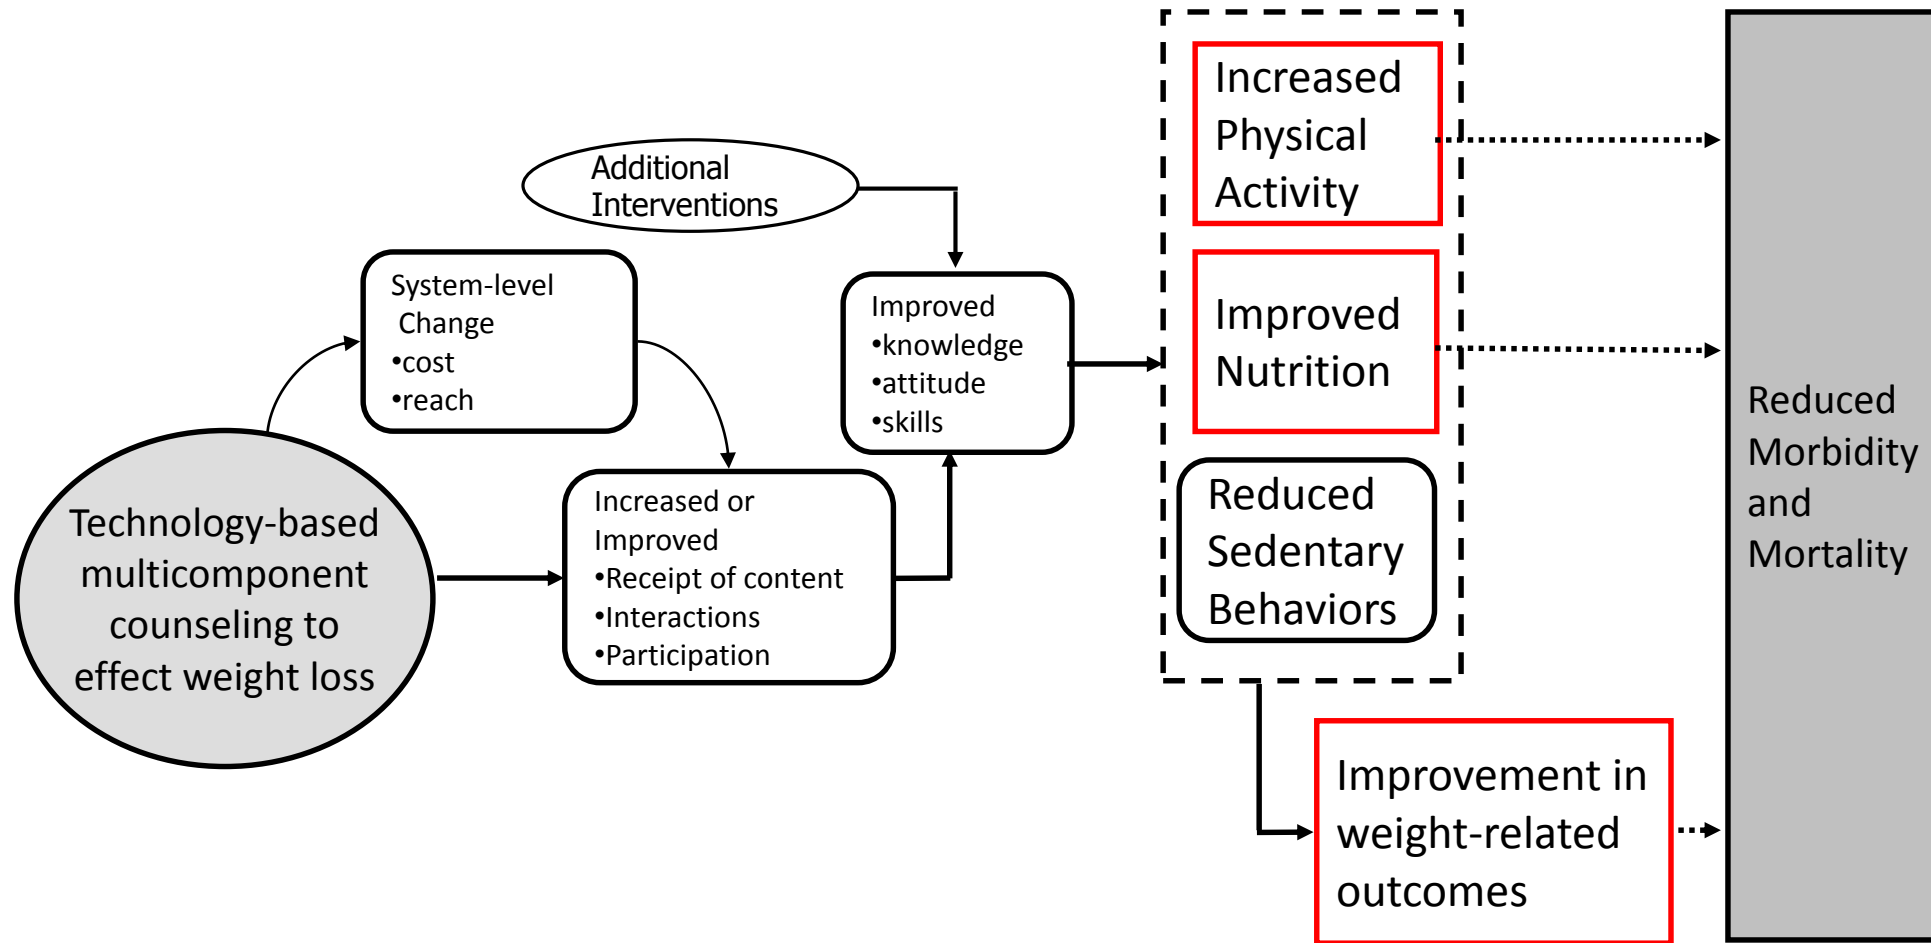 Technology-based
multicomponent
counseling to
effect weight loss
System-level
Change
•cost
•reach
Increased or
Improved
•Receipt of content
•Interactions
•Participation
Additional
Interventions
Improved
•knowledge
•attitude
•skills
Increased
Physical
Activity
Improved
Nutrition
Reduced
Sedentary
Behaviors
Improvement in
weight-related
outcomes
Reduced
Morbidity
and
Mortality